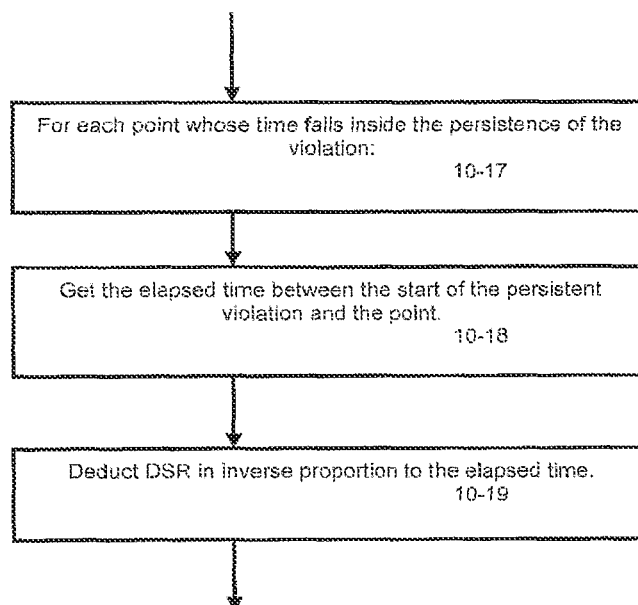 For each point whose time falls inside the persistence of the
violation:
10-17
Get the elapsed time between the start of the persistent
violation and the point.
10-18
Deduct DSR in inverse proportion to the elapsed time.
10-19